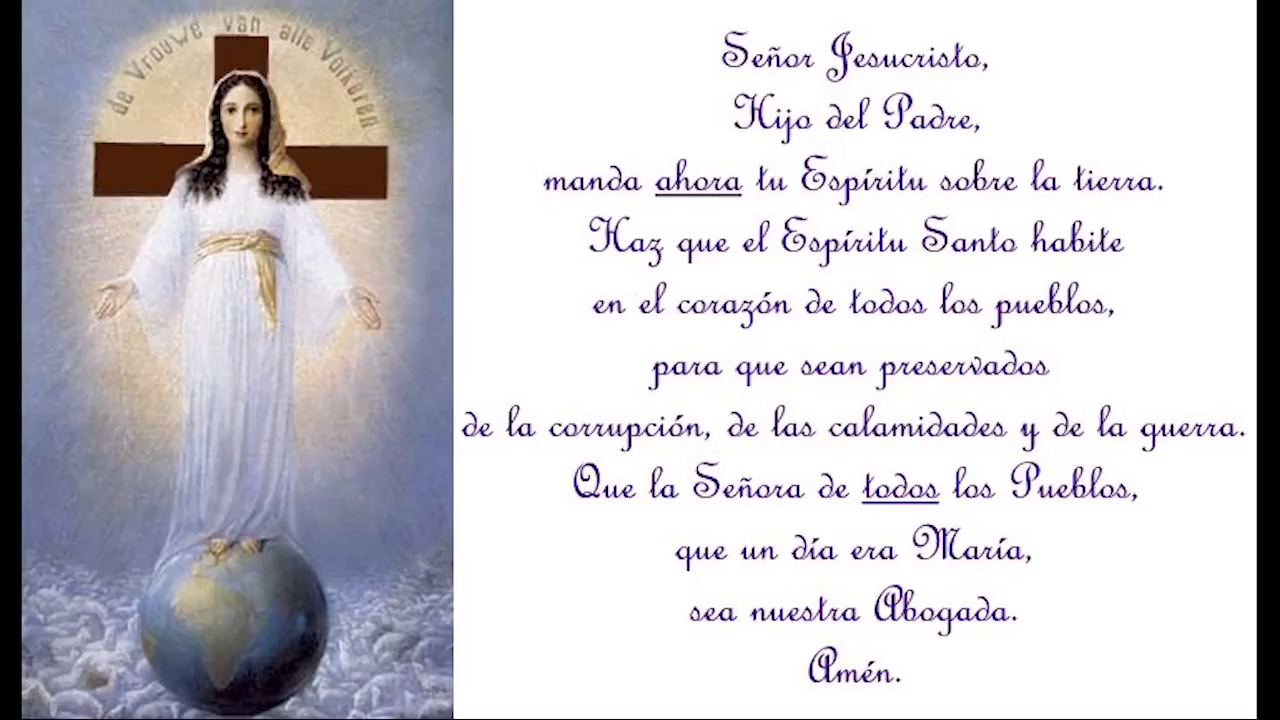 de Vrouwe van alle Volkeren
Señor Jesucristo,
Hijo del Padre,
manda ahora tu Espíritu sobre la tierra.
Haz que el Espíritu Santo habite
en el corazón de todos los pueblos,
para que sean preservados
de la corrupción, de las calamidades y de la guerra.
Que la Señora de todos los Pueblos,
que un día era María,
sea nuestra Abogada.
Amén.